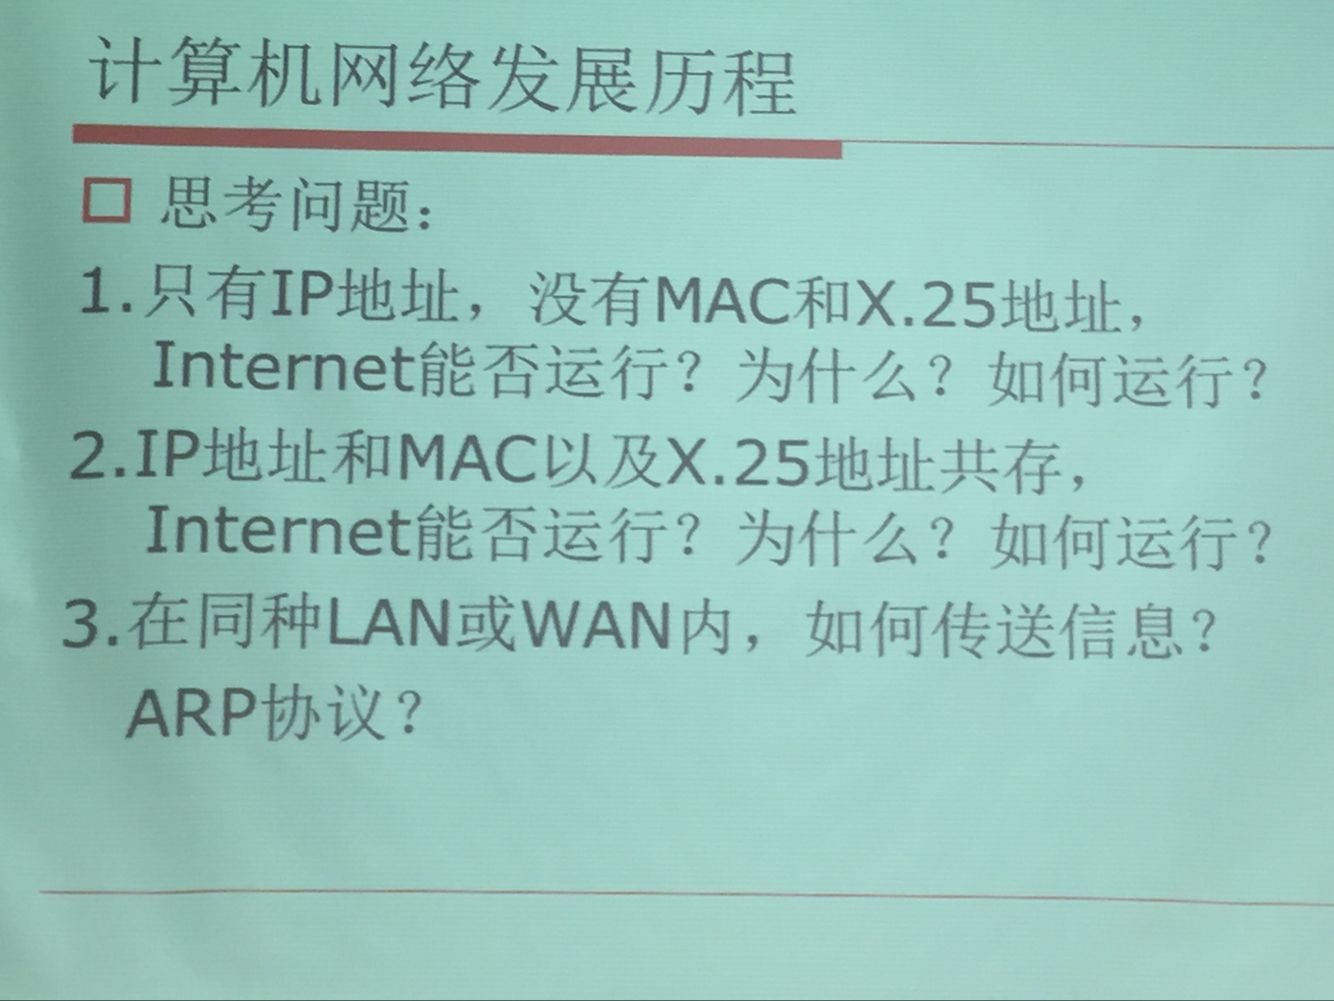 计算机网络发展历程
思考问题：
1.只有IP地址，没有MAC和X.25地址，
Internet能否运行？为什么？如何运行？
2.IP地址和MAC以及X.25地址共存，
Internet能否运行？为什么？如何运行？
3.在同种LAN或WAN内，如何传送信息？
ARP协议？